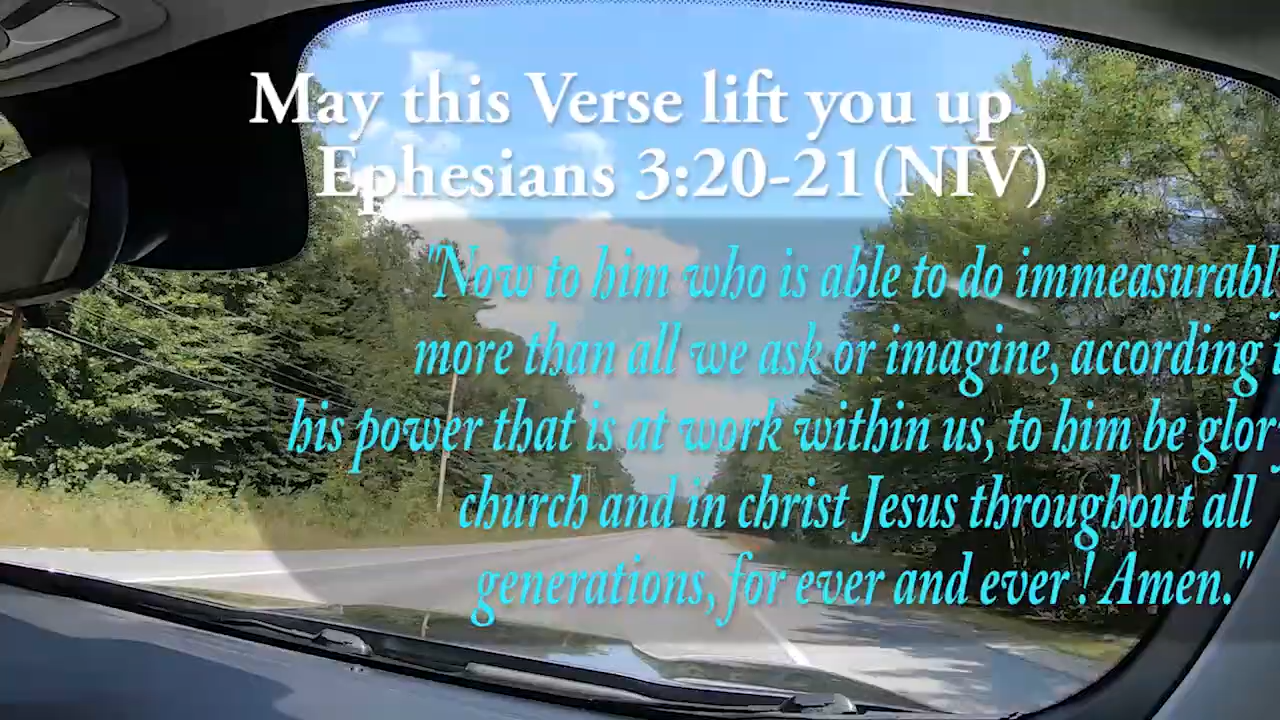 May this Verse lift you up
Ephesians 3:20-21(NIV)
"Now to him who is able to do immeasurabl
more than all we ask or imagine, according
his power that is at work within us, to him be glor
church and in christ Jesus throughout all
generations, for ever and ever ! Amen."